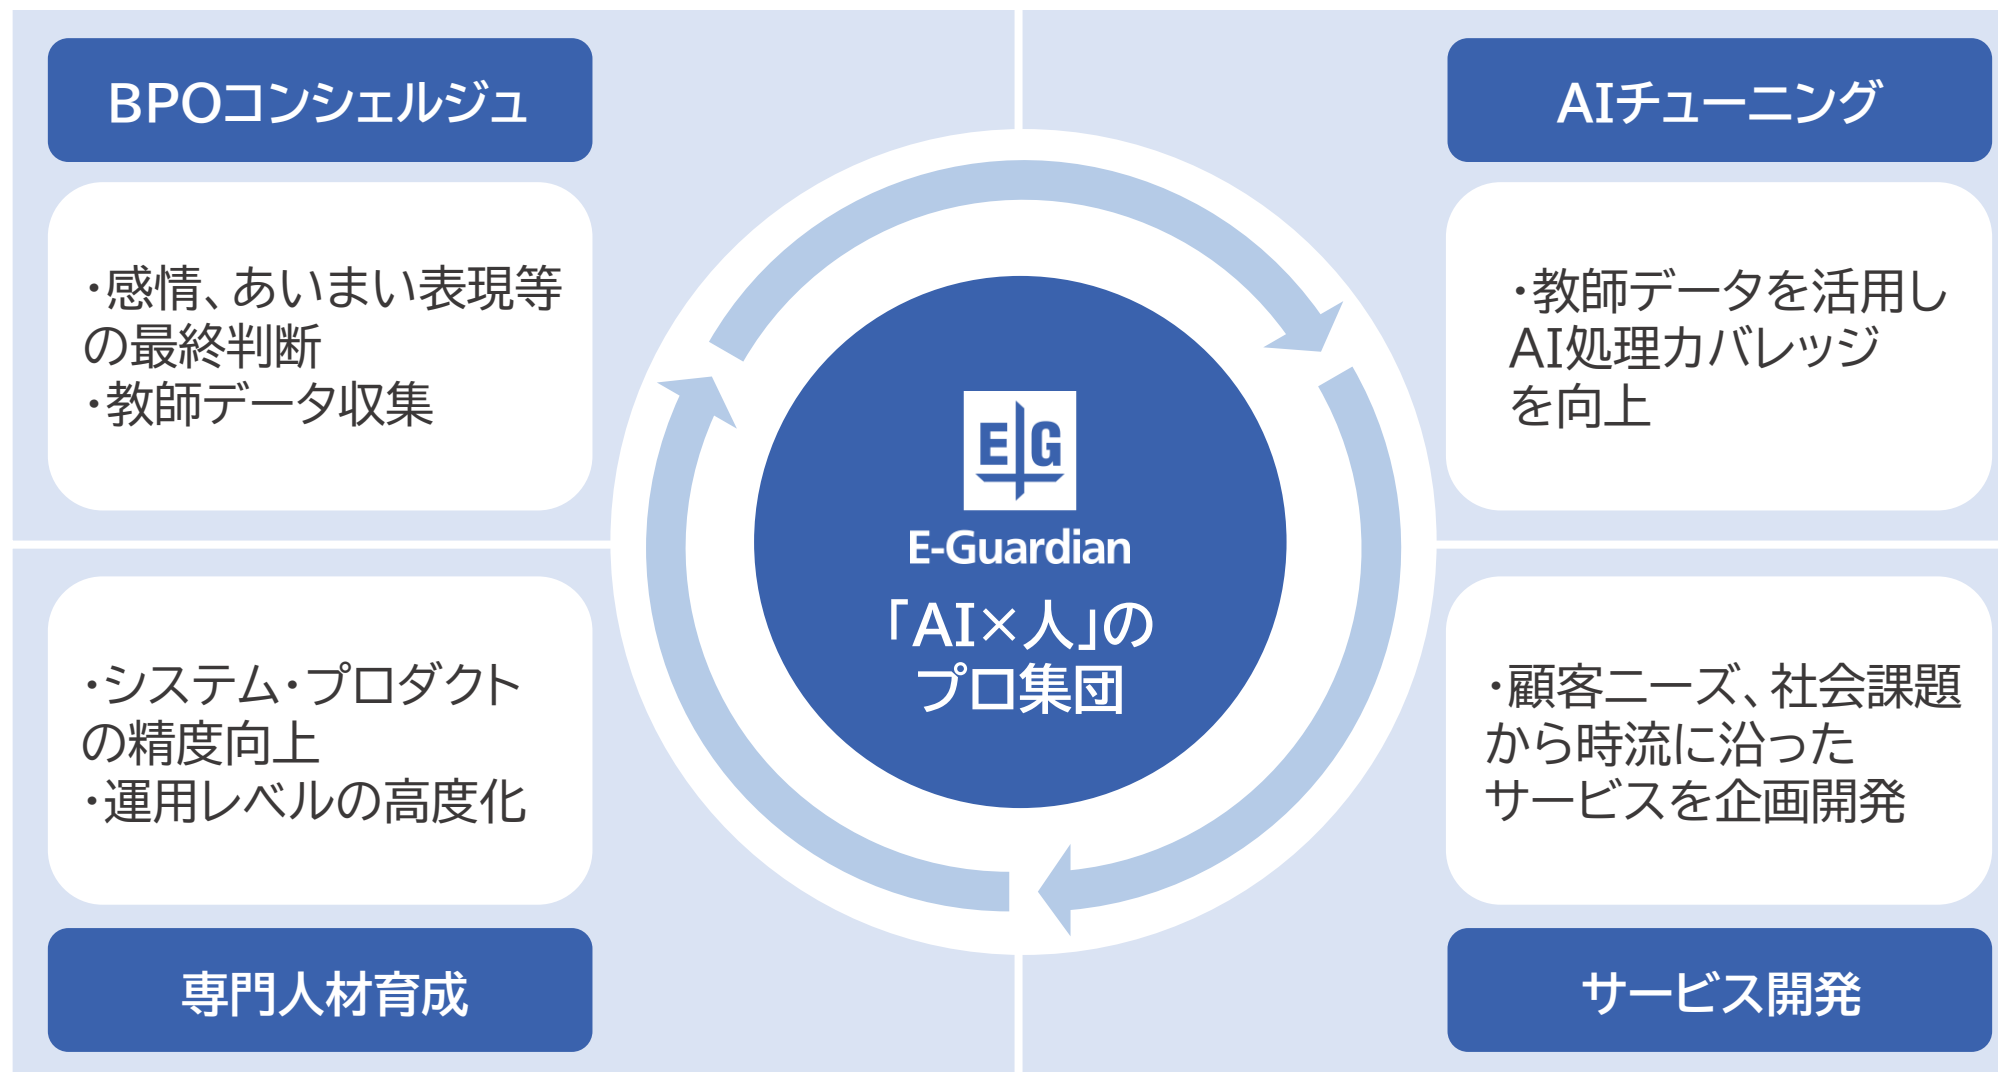 BPOコンシェルジュ
・感情、あいまい表現等
の最終判断
・教師データ収集
AIチューニング
・教師データを活用し
AI処理カバレッジ
を向上
E G
E-Guardian
「AI×人」の
プロ集団
・システム・プロダクト
の精度向上
・運用レベルの高度化
専門人材育成
・顧客ニーズ、社会課題
から時流に沿った
サービスを企画開発
サービス開発